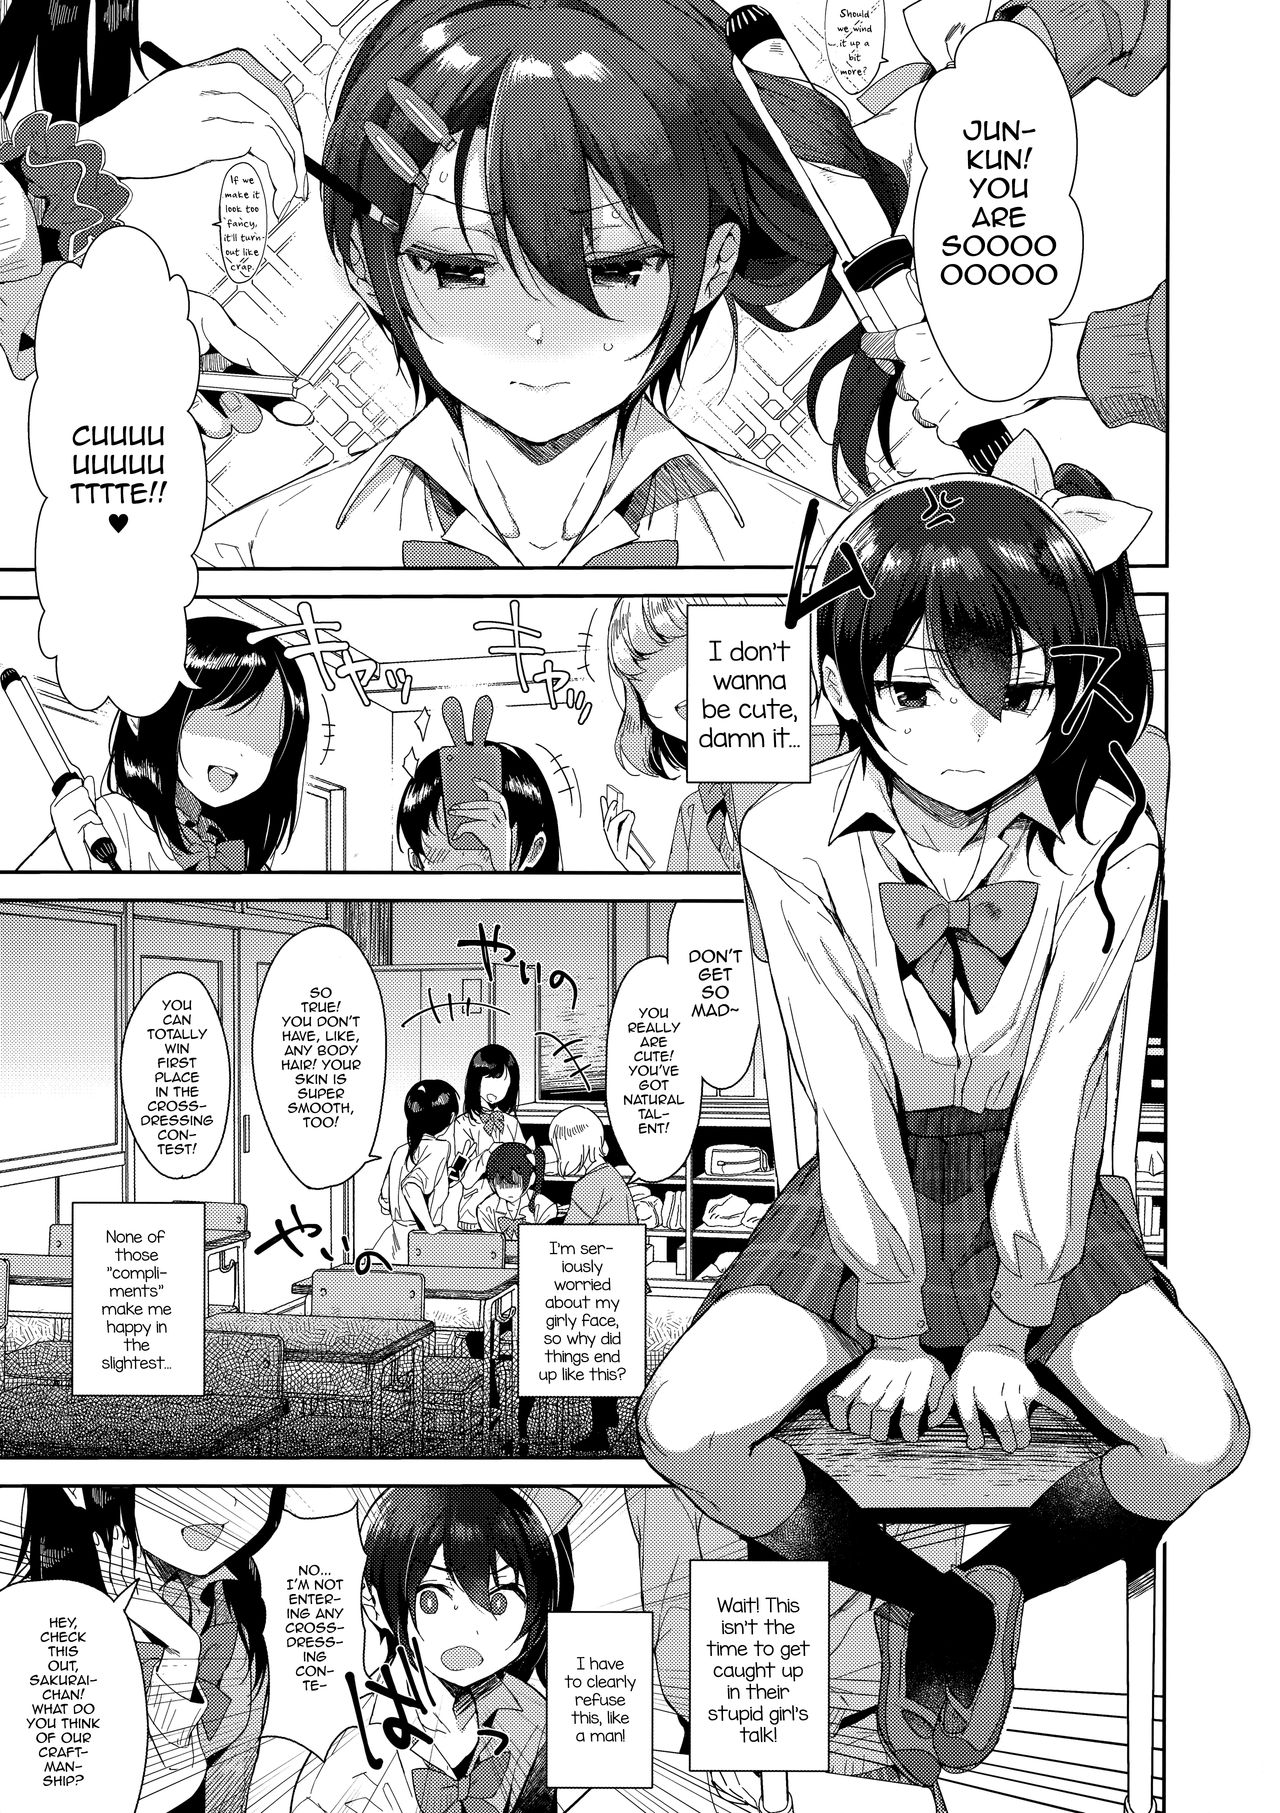 Should
we wind
it up a
bit
more?
JUN-
KUN!
YOU
ARE
SOOOO
OOOOO
If we
make it
look too
fancy,
it'll turn
out like
crap.
CUUUU
UUUUU
TTTTE!!
♥
ムス～
I don't
wanna
be cute,
damn it...
キャッ
キャッ
DON'T
GET
SO
MAD~
YOU
REALLY
ARE
CUTE!
YOU'VE
GOT
NATURAL
TAL-
ENT!
やいの
SO
TRUE!
YOU DON'T
HAVE, LIKE,
ANY BODY
HAIR! YOUR
SKIN IS
SUPER
SMOOTH,
TOO!
YOU
CAN
TOTALLY
WIN
FIRST
PLACE
IN THE
CROSS-
DRESSING
CON-
TEST!
やいの
I'm ser-
iously
worried
about my
girly face,
so why did
things end
up like this?
None of
those
"compli-
ments"
make me
happy in
the
slightest...
Wait! This
isn't the
time to get
caught up
in their
stupid girl's
talk!
I have
to clearly
refuse
this, like
a man!
NO...
I'M NOT
ENTER-
ING ANY
CROSS-
DRESS-
ING
CON-
TE-
ばっ
HEY,
CHECK
THIS
OUT,
SAKURAI-
CHAN!
WHAT DO
YOU THINK
OF OUR
CRAFT-
MAN-
SHIP?